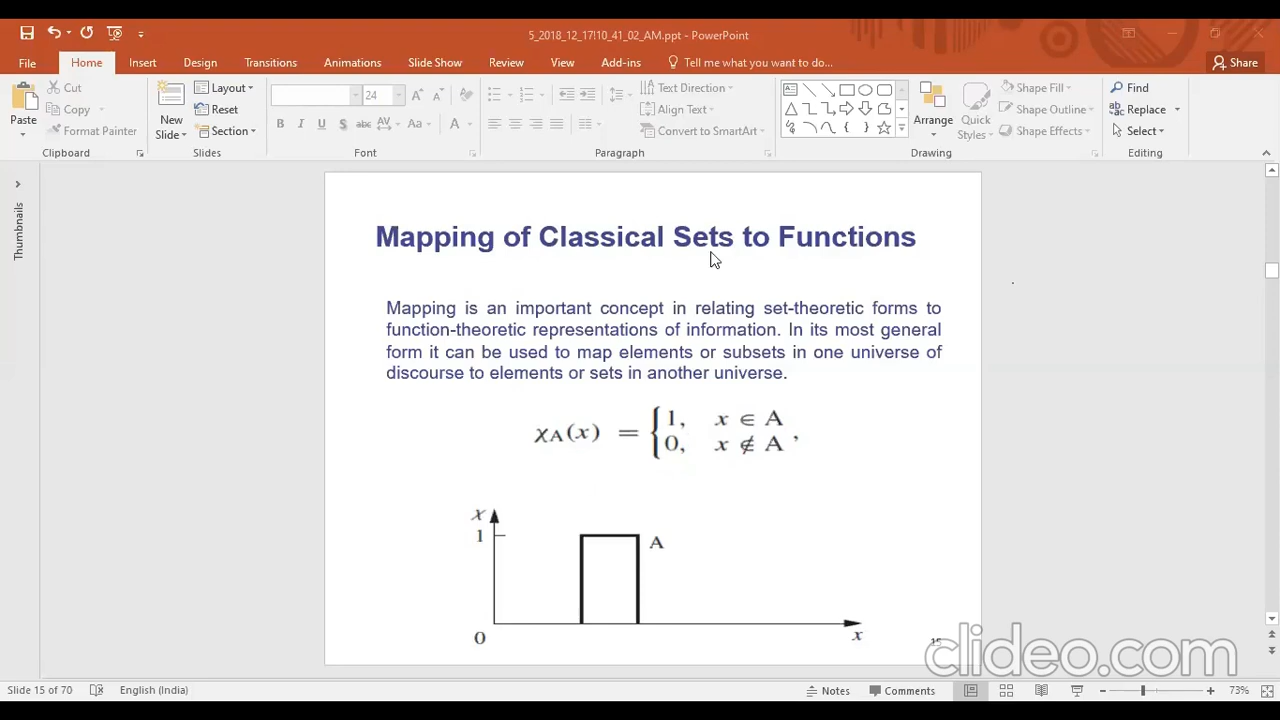 5_2018_12_17!10_41_02_AM.ppt - PowerPoint
File Home Insert Design Transitions Animations Slide Show Review View Add-ins Tell me what you want to do... Share
Cut
Copy
Format Painter
Paste
Clipboard
New Slide
Layout
Reset
Section
Slides
24
B I U S abc AV Aa A
Font
Text Direction
Align Text
Convert to SmartArt
Paragraph
Arrange
Quick Styles
Shape Fill
Shape Outline
Shape Effects
Drawing
Find
Replace
Select
Editing
Thumbnails
Mapping of Classical Sets to Functions
Mapping is an important concept in relating set-theoretic forms to
function-theoretic representations of information. In its most general
form it can be used to map elements or subsets in one universe of
discourse to elements or sets in another universe.
χA(x) = { 1, x ∈ A
0, x ∉ A ,
χ
1
A
0
x
15
clideo.com
Slide 15 of 70 English (India) Notes Comments 73%